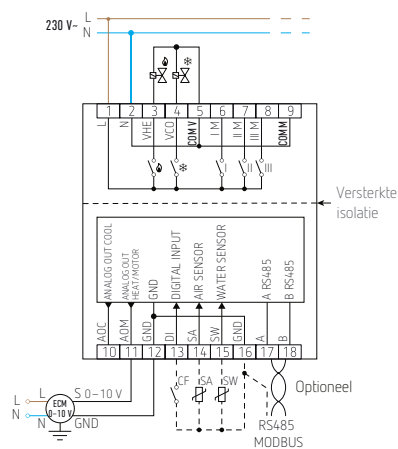 L
230 V~
N
1 2 3 4 5 6 7 8 9
L N VHE VCO COM V I M II M III M COM M
I II III
Versterkte
isolatie
ANALOG OUT COOL
ANALOG OUT
HEAT/MOTOR
GND
DIGITAL INPUT
AIR SENSOR
WATER SENSOR
A RS485
B RS485
AOC AOM GND DI SA SW GND A B
10 11 12 13 14 15 16 17 18
L
N
L
N
ECM
0-10 V
S 0–10 V
GND
CF SA SW
Optioneel
RS485
MODBUS